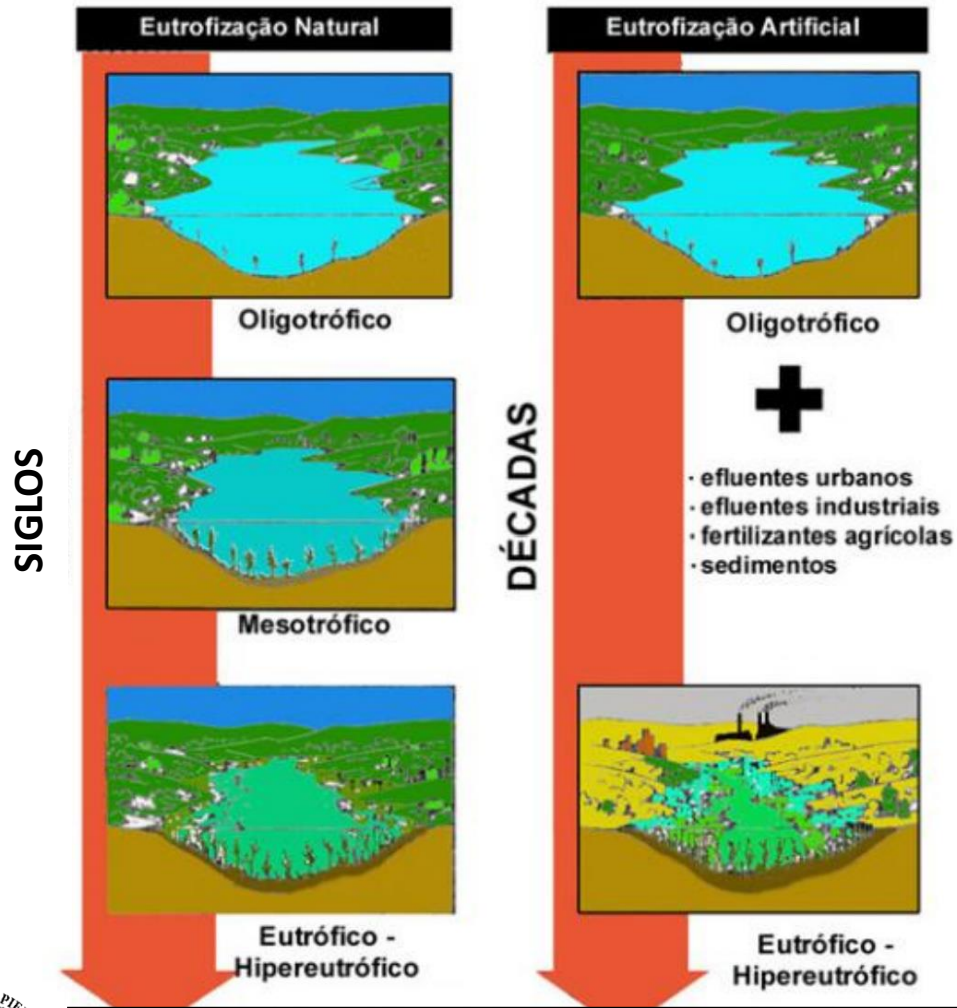 Eutrofização Natural
Oligotrófico
SIGLOS
Mesotrófico
Eutrófico -
Hipereutrófico
Eutrofização Artificial
Oligotrófico
+
DÉCADAS
· efluentes urbanos
· efluentes industriais
· fertilizantes agrícolas
· sedimentos
Eutrófico -
Hipereutrófico